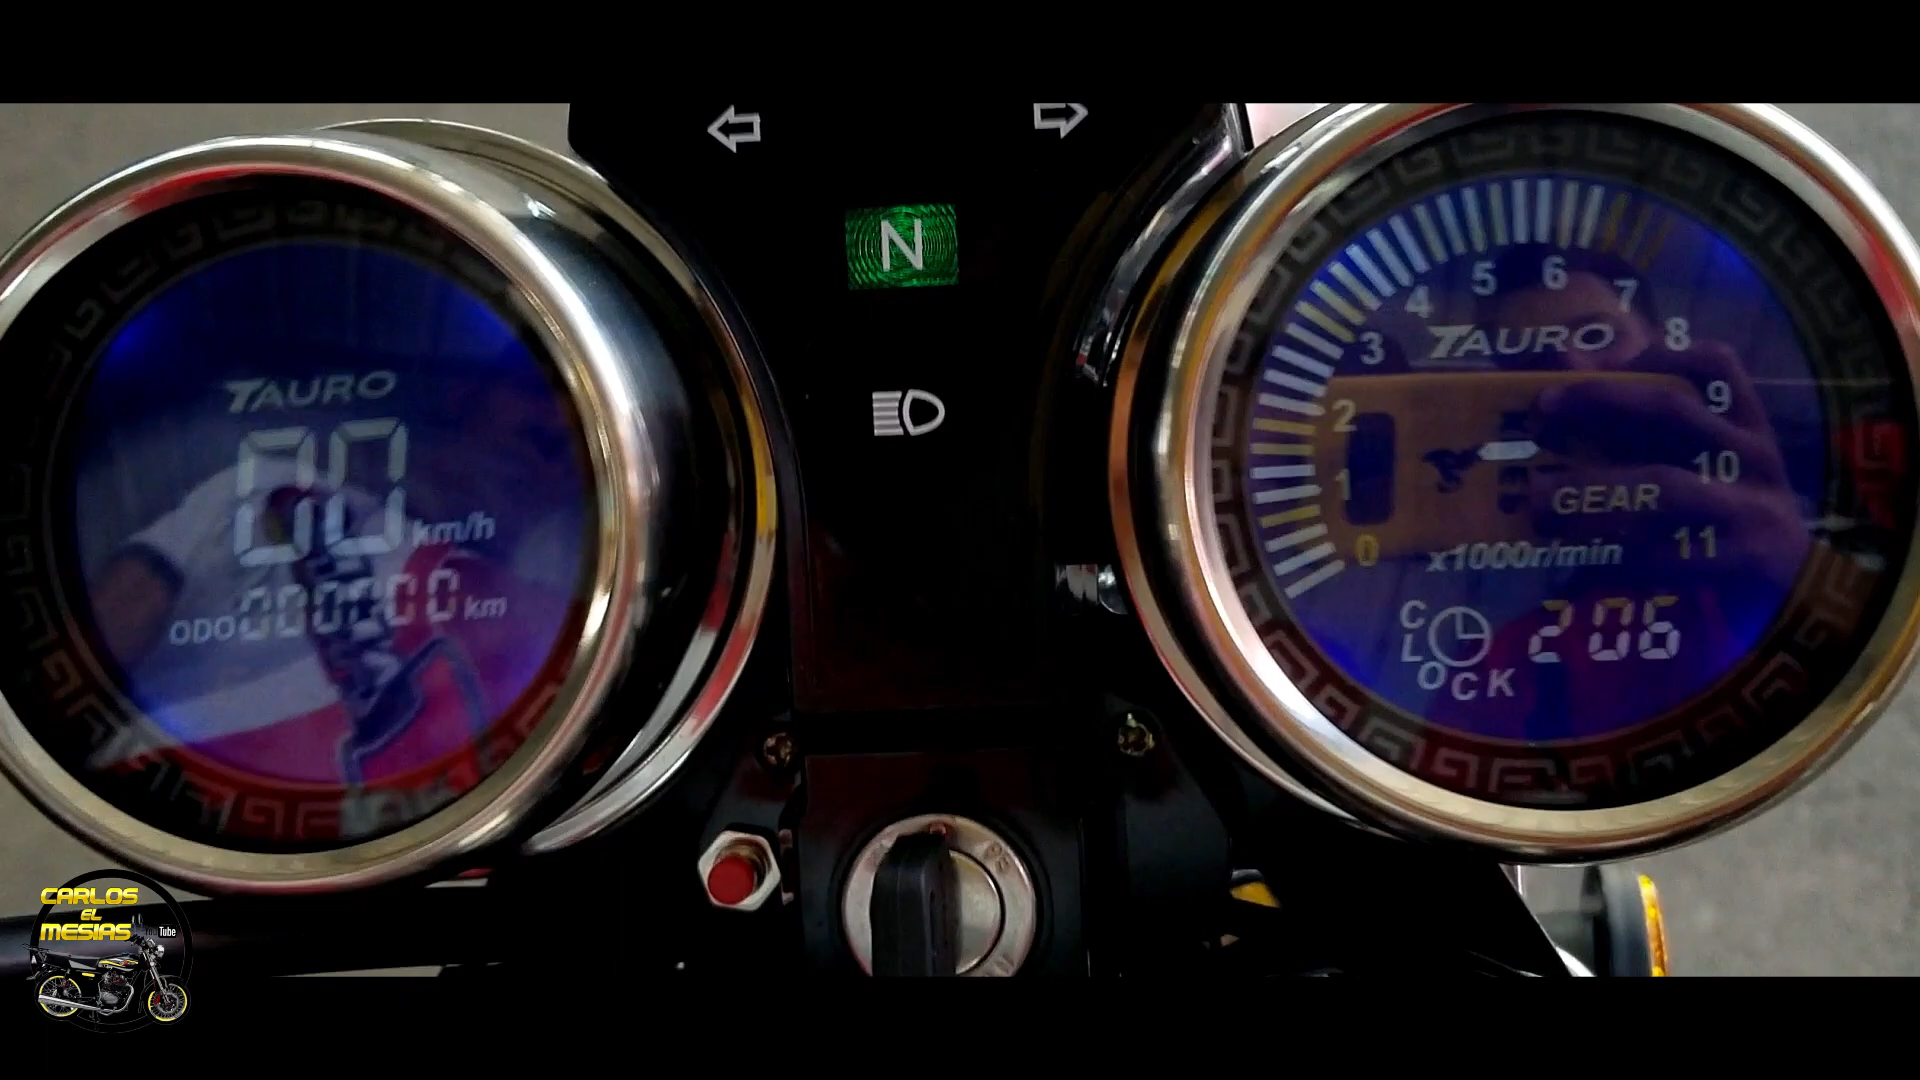 N
TAURO
00 km/h
ODO 000000 km
0 1 2 3 4 5 6 7 8 9 10 11
TAURO
GEAR
x1000r/min
CLOCK 206
CARLOS
EL
MESIAS
Tube